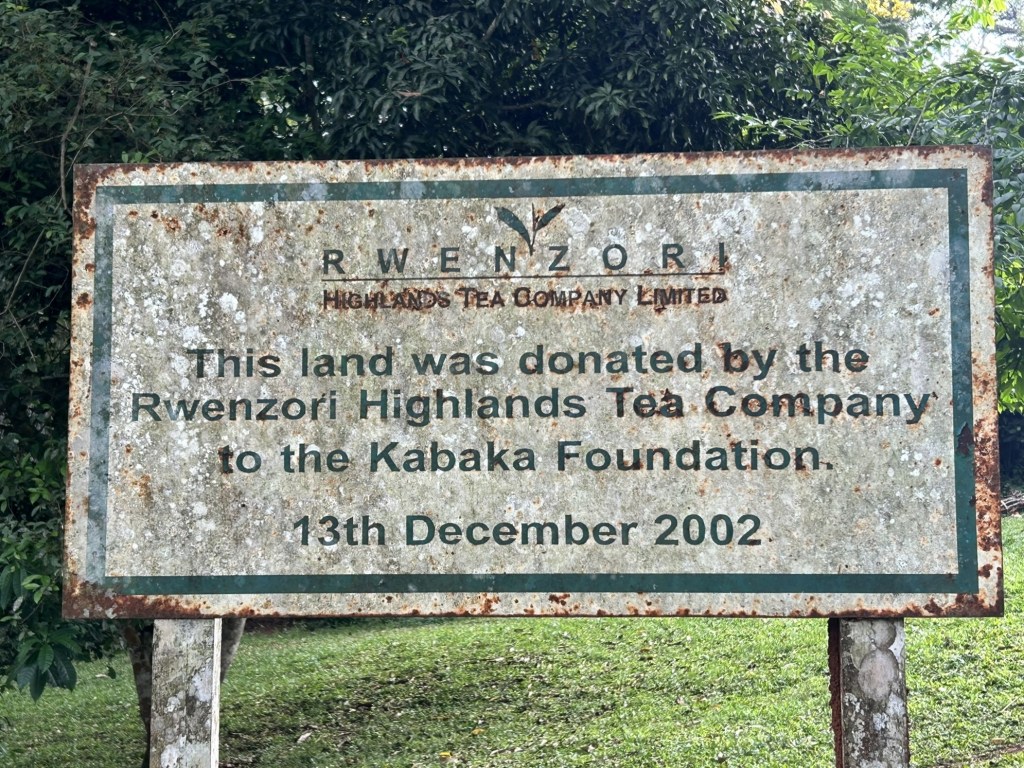 RWENZORI
HIGHLANDS TEA COMPANY LIMITED
This land was donated by the
Rwenzori Highlands Tea Company
to the Kabaka Foundation.
13th December 2002